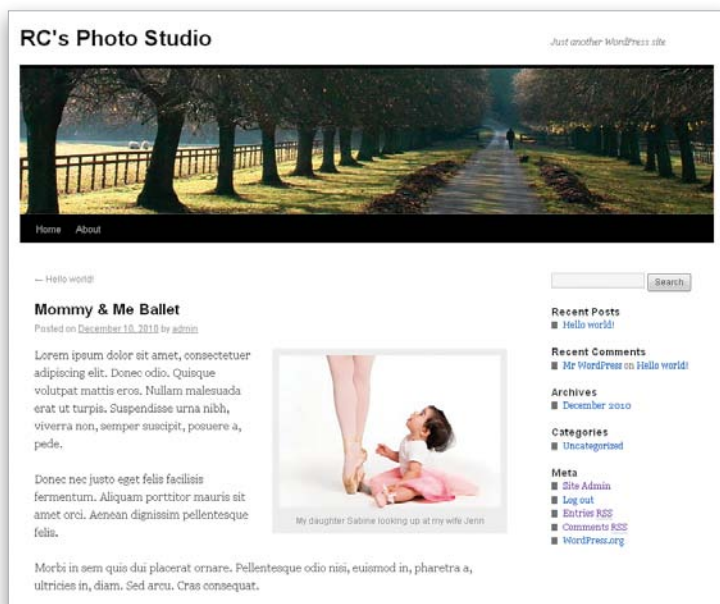 RC's Photo Studio
Just another WordPress site
Home About
← Hello world!
Mommy & Me Ballet
Posted on December 10, 2010 by admin
Lorem ipsum dolor sit amet, consectetuer
adipiscing elit. Donec odio. Quisque
volutpat mattis eros. Nullam malesuada
erat ut turpis. Suspendisse urna nibh,
viverra non, semper suscipit, posuere a,
pede.
Donec nec justo eget felis facilisis
fermentum. Aliquam porttitor mauris sit
amet orci. Aenean dignissim pellentesque
felis.
My daughter Sabine looking up at my wife Jenn
Morbi in sem quis dui placerat ornare. Pellentesque odio nisi, euismod in, pharetra a,
ultricies in, diam. Sed arcu. Cras consequat.
Search
Recent Posts
Hello world!
Recent Comments
Mr WordPress on Hello world!
Archives
December 2010
Categories
Uncategorized
Meta
Site Admin
Log out
Entries RSS
Comments RSS
WordPress.org